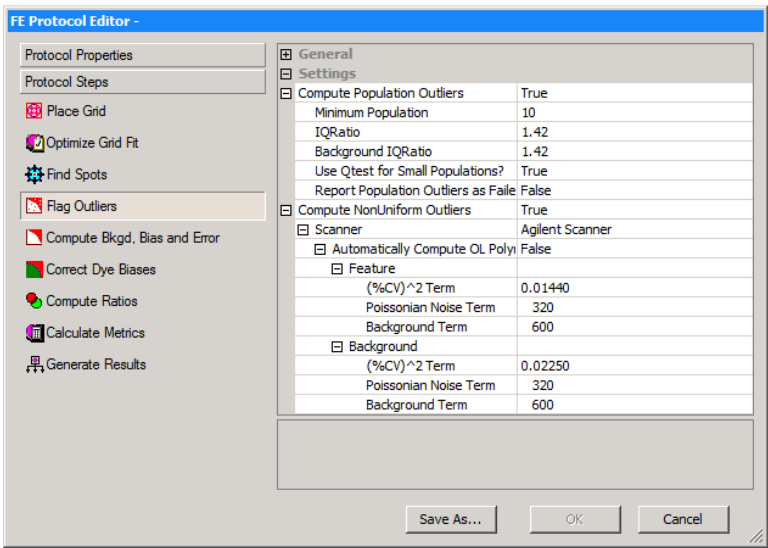 FE Protocol Editor -
Protocol Properties
Protocol Steps
Place Grid
Optimize Grid Fit
Find Spots
Flag Outliers
Compute Bkgd, Bias and Error
Correct Dye Biases
Compute Ratios
Calculate Metrics
Generate Results
General
Settings
Compute Population Outliers True
Minimum Population 10
IQRatio 1.42
Background IQRatio 1.42
Use Qtest for Small Populations? True
Report Population Outliers as Faile False
Compute NonUniform Outliers True
Scanner Agilent Scanner
Automatically Compute OL Polyı False
Feature
(%CV)^2 Term 0.01440
Poissonian Noise Term 320
Background Term 600
Background
(%CV)^2 Term 0.02250
Poissonian Noise Term 320
Background Term 600
Save As... OK Cancel